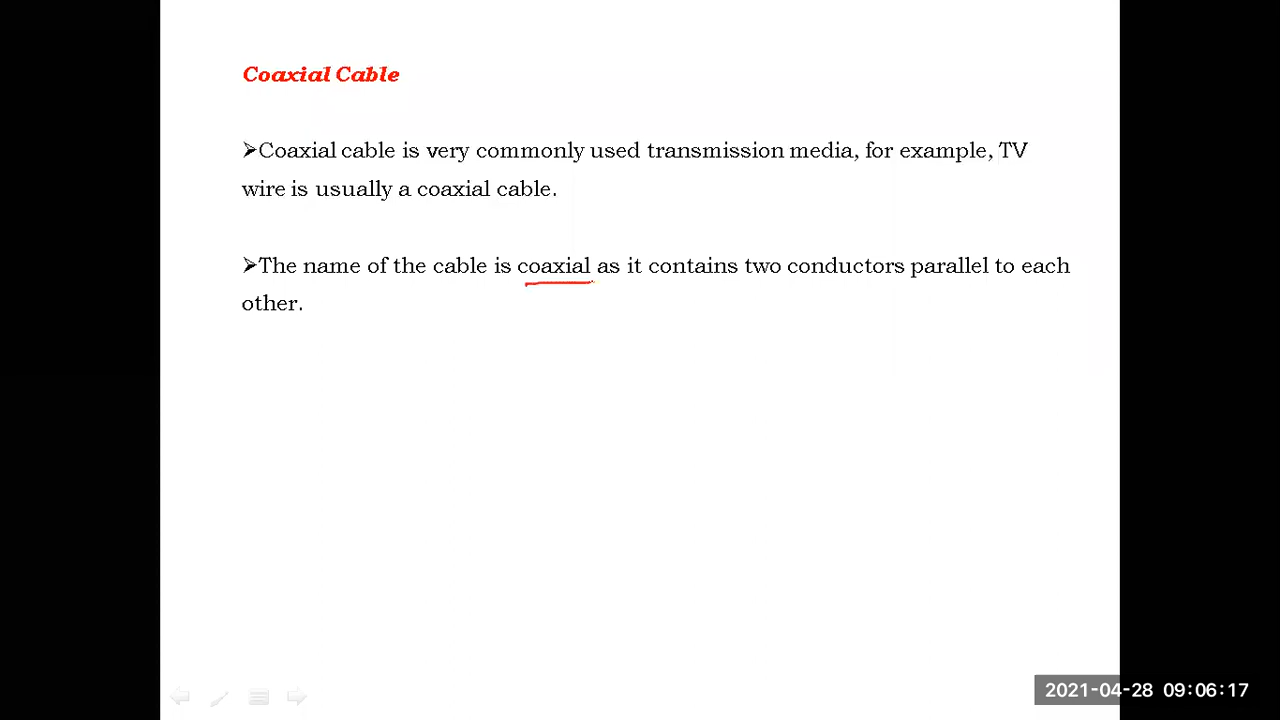 Coaxial Cable
➢Coaxial cable is very commonly used transmission media, for example, TV
wire is usually a coaxial cable.
➢The name of the cable is coaxial as it contains two conductors parallel to each
other.
2021-04-28 09:06:17